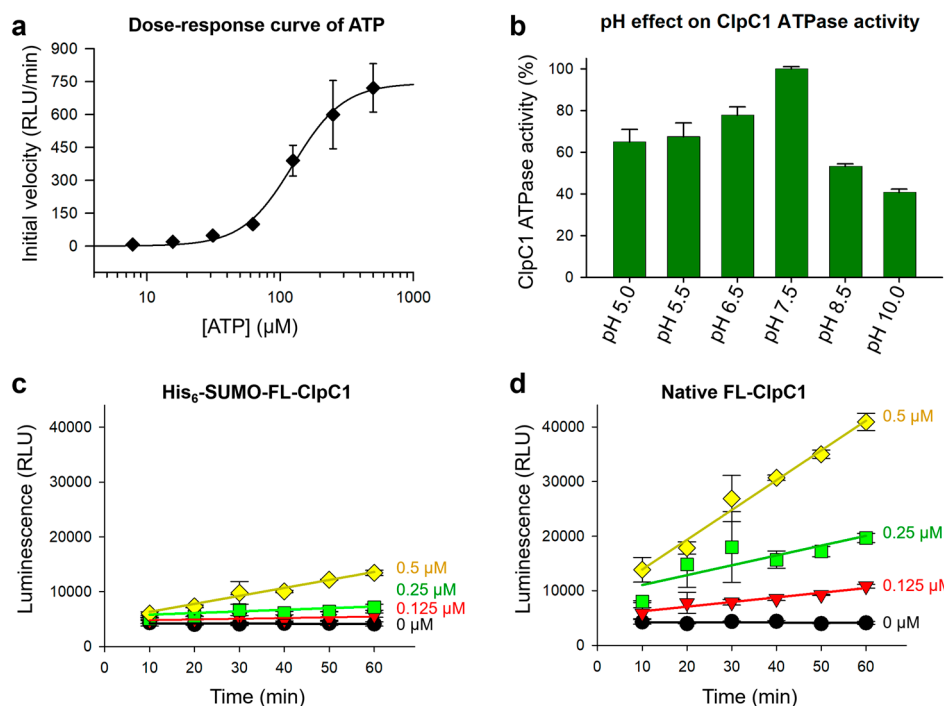 a
Dose-response curve of ATP
900
750
600
450
300
150
0
Initial velocity (RLU/min)
10
100
1000
[ATP] (µM)
b
pH effect on ClpC1 ATPase activity
100
80
60
40
20
0
ClpC1 ATPase activity (%)
pH 5.0
pH 5.5
pH 6.5
pH 7.5
pH 8.5
pH 10.0
c
His₆-SUMO-FL-ClpC1
40000
30000
20000
10000
0
Luminescence (RLU)
0.5 µM
0.25 µM
0.125 µM
0 µM
0 10 20 30 40 50 60
Time (min)
d
Native FL-ClpC1
40000
30000
20000
10000
0
Luminescence (RLU)
0.5 µM
0.25 µM
0.125 µM
0 µM
0 10 20 30 40 50 60
Time (min)